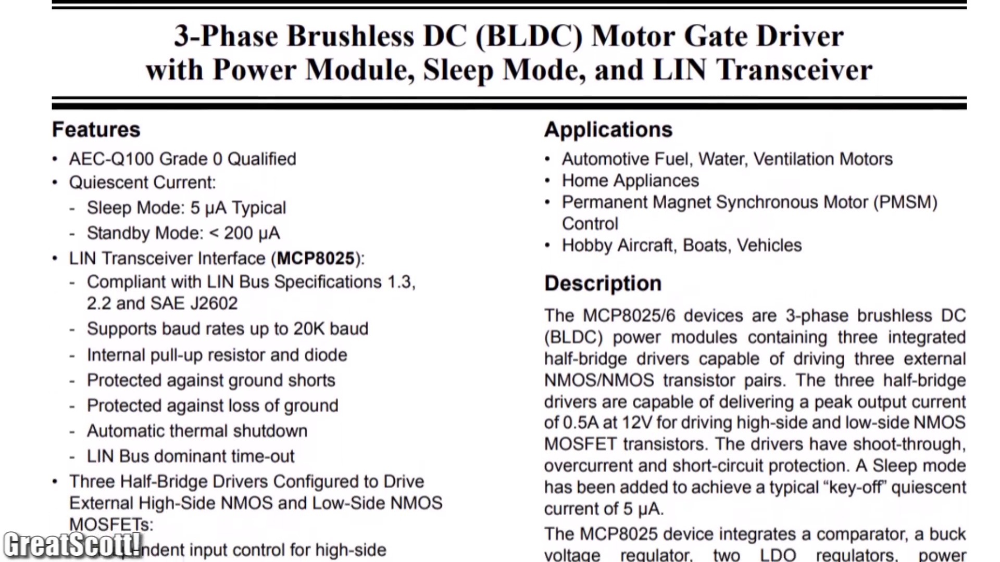 3-Phase Brushless DC (BLDC) Motor Gate Driver
with Power Module, Sleep Mode, and LIN Transceiver
Features
• AEC-Q100 Grade 0 Qualified
• Quiescent Current:
- Sleep Mode: 5 µA Typical
- Standby Mode: < 200 µA
• LIN Transceiver Interface (MCP8025):
- Compliant with LIN Bus Specifications 1.3,
2.2 and SAE J2602
- Supports baud rates up to 20K baud
- Internal pull-up resistor and diode
- Protected against ground shorts
- Protected against loss of ground
- Automatic thermal shutdown
- LIN Bus dominant time-out
• Three Half-Bridge Drivers Configured to Drive
External High-Side NMOS and Low-Side NMOS
MOSFETs:
input control for high-side
Applications
• Automotive Fuel, Water, Ventilation Motors
• Home Appliances
• Permanent Magnet Synchronous Motor (PMSM)
Control
• Hobby Aircraft, Boats, Vehicles
Description
The MCP8025/6 devices are 3-phase brushless DC
(BLDC) power modules containing three integrated
half-bridge drivers capable of driving three external
NMOS/NMOS transistor pairs. The three half-bridge
drivers are capable of delivering a peak output current
of 0.5A at 12V for driving high-side and low-side NMOS
MOSFET transistors. The drivers have shoot-through,
overcurrent and short-circuit protection. A Sleep mode
has been added to achieve a typical “key-off” quiescent
current of 5 µA.
The MCP8025 device integrates a comparator, a buck
voltage regulator, two LDO regulators, power
GreatScott!